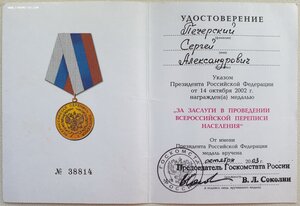 № 38814
УДОСТОВЕРЕНИЕ
Печерский
Сергей
Александрович
Указом
Президента Российской Федерации
от 14 октября 2002 г.
награжден(а) медалью
"ЗА ЗАСЛУГИ В ПРОВЕДЕНИИ
ВСЕРОССИЙСКОЙ ПЕРЕПИСИ
НАСЕЛЕНИЯ"
От имени
Президента Российской Федерации
медаль вручена
октября 2003 г.
Председатель Госкомстата России
В. Л. Соколин